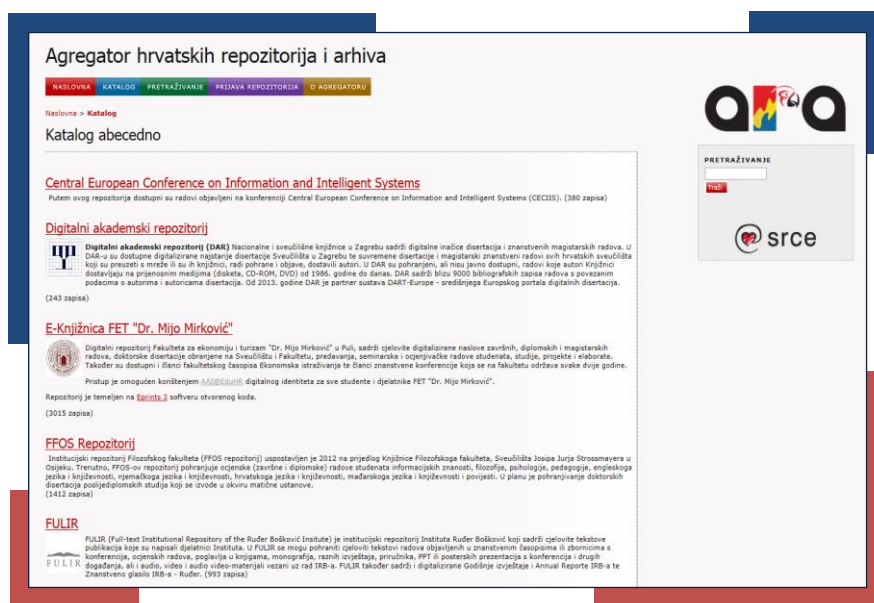 Agregator hrvatskih repozitorija i arhiva
NASLOVNA KATALOG PRETRAŽIVANJE PRIJAVA REPOZITORIJA O AGREGATORU
Naslovna > Katalog
Katalog abecedno
Central European Conference on Information and Intelligent Systems
Putem ovog repozitorija dostupni su radovi objavljeni na konferenciji Central European Conference on Information and Intelligent Systems (CECIIS). (380 zapisa)
Digitalni akademski repozitorij
Digitalni akademski repozitorij (DAR) Nacionalne i sveučilišne knjižnice u Zagrebu sadrži digitalne inačice disertacija i znanstvenih magistarskih radova. U
DAR-u su dostupne digitalizirane najstarije disertacije Sveučilišta u Zagrebu te suvremene disertacije i magistarski znanstveni radovi svih hrvatskih sveučilišta
koji su preuzeti s mreže ili su ih knjižnici, radi pohrane i objave, dostavili autori. U DAR su pohranjeni, ali nisu javno dostupni, radovi koje autori Knjižnici
dostavljaju na prijenosnim medijima (disketa, CD-ROM, DVD) od 1986. godine do danas. DAR sadrži blizu 9000 bibliografskih zapisa radova s povezanim
podacima o autorima i autoricama disertacija. Od 2013. godine DAR je partner sustava DART-Europe - središnjega Europskog portala digitalnih disertacija.
(243 zapisa)
E-Knjižnica FET "Dr. Mijo Mirković"
Digitalni repozitorij Fakulteta za ekonomiju i turizam "Dr. Mijo Mirković" u Puli, sadrži cjelovite digitalizirane naslove završnih, diplomskih i magistarskih
radova, doktorske disertacije obranjene na Sveučilištu i Fakultetu, predavanja, seminarske i ocjenjivačke radove studenata, studije, projekte i elaborate.
Također su dostupni i članci fakultetskog časopisa Ekonomska istraživanja te članci znanstvene konferencije koja se na fakultetu održava svake dvije godine.
Pristup je omogućen korištenjem AAI@EduHR digitalnog identiteta za sve studente i djelatnike FET "Dr. Mijo Mirković".
Repozitorij je temeljen na Eprints 3 softveru otvorenog koda.
(3015 zapisa)
FFOS Repozitorij
Institucijski repozitorij Filozofskog fakulteta (FFOS repozitorij) uspostavljen je 2012 na prijedlog Knjižnice Filozofskoga fakulteta, Sveučilišta Josipa Jurja Strossmayera u
Osijeku. Trenutno, FFOS-ov repozitorij pohranjuje ocjenske (završne i diplomske) radove studenata informacijskih znanosti, filozofije, psihologije, pedagogije, engleskoga
jezika i književnosti, njemačkoga jezika i književnosti, hrvatskoga jezika i književnosti, mađarskoga jezika i književnosti i povijesti. U planu je pohranjivanje doktorskih
disertacija poslijediplomskih studija koji se izvode u okviru matične ustanove.
(1412 zapisa)
FULIR
FULIR (Full-text Institutional Repository of the Ruđer Bošković Insitute) je institucijski repozitorij Instituta Ruđer Bošković koji sadrži cjelovite tekstove
publikacija koje su napisali djelatnici Instituta. U FULIR se mogu pohraniti cjeloviti tekstovi radova objavljenih u znanstvenim časopisima ili zbornicima s
konferencija, ocjenskih radova, poglavlja u knjigama, monografija, raznih izvještaja, priručnika, PPT ili posterskih prezentacija s konferencija i drugih
događanja, ali i audio, video i audio video-materijali vezani uz rad IRB-a. FULIR također sadrži i digitalizirane Godišnje izvještaje i Annual Reporte IRB-a te
Znanstveno glasilo IRB-a - Ruđer. (993 zapisa)
FULIR
PRETRAŽIVANJE
Traži
srce